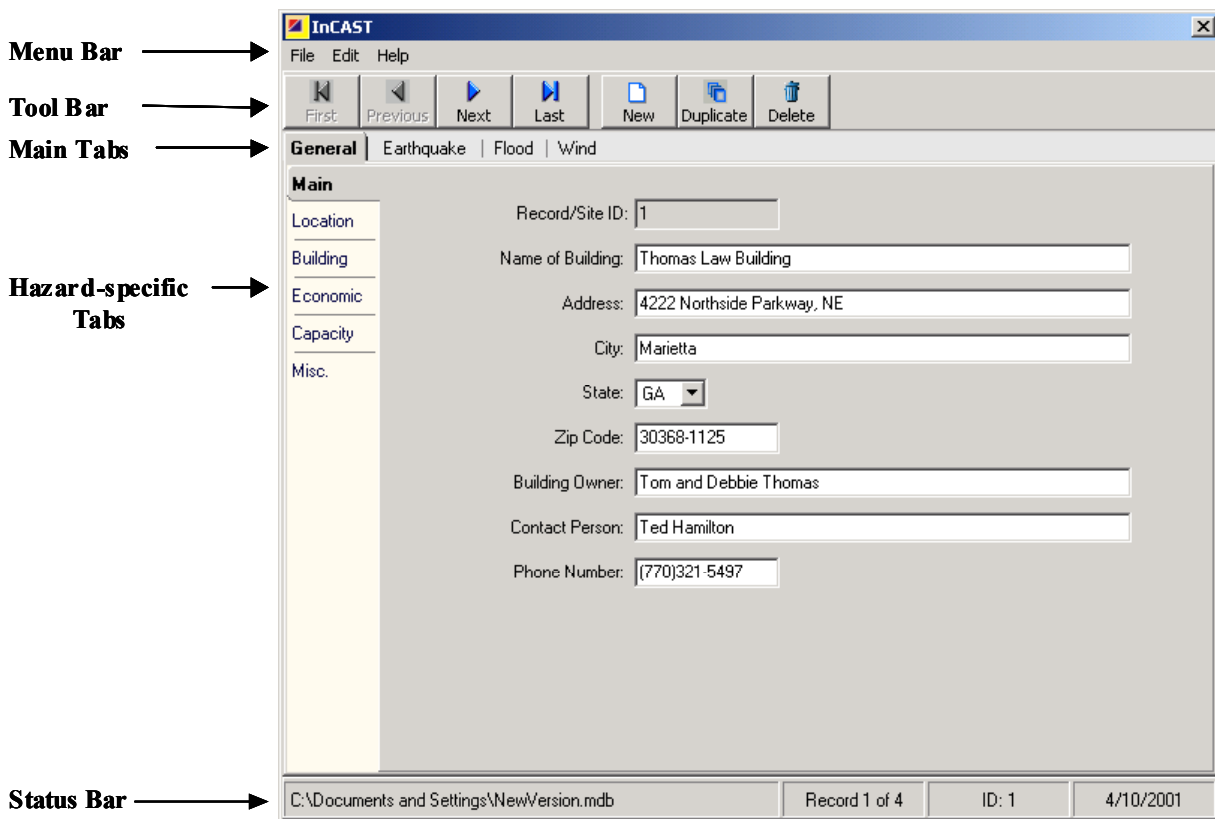 InCAST
Menu Bar
File Edit Help
Tool Bar
First Previous Next Last New Duplicate Delete
Main Tabs
General Earthquake | Flood | Wind
Main
Location
Building
Economic
Capacity
Misc.
Hazard-specific
Tabs
Record/Site ID: 1
Name of Building: Thomas Law Building
Address: 4222 Northside Parkway, NE
City: Marietta
State: GA
Zip Code: 30368-1125
Building Owner: Tom and Debbie Thomas
Contact Person: Ted Hamilton
Phone Number: (770)321-5497
Status Bar
C:\Documents and Settings\NewVersion.mdb Record 1 of 4 ID: 1 4/10/2001